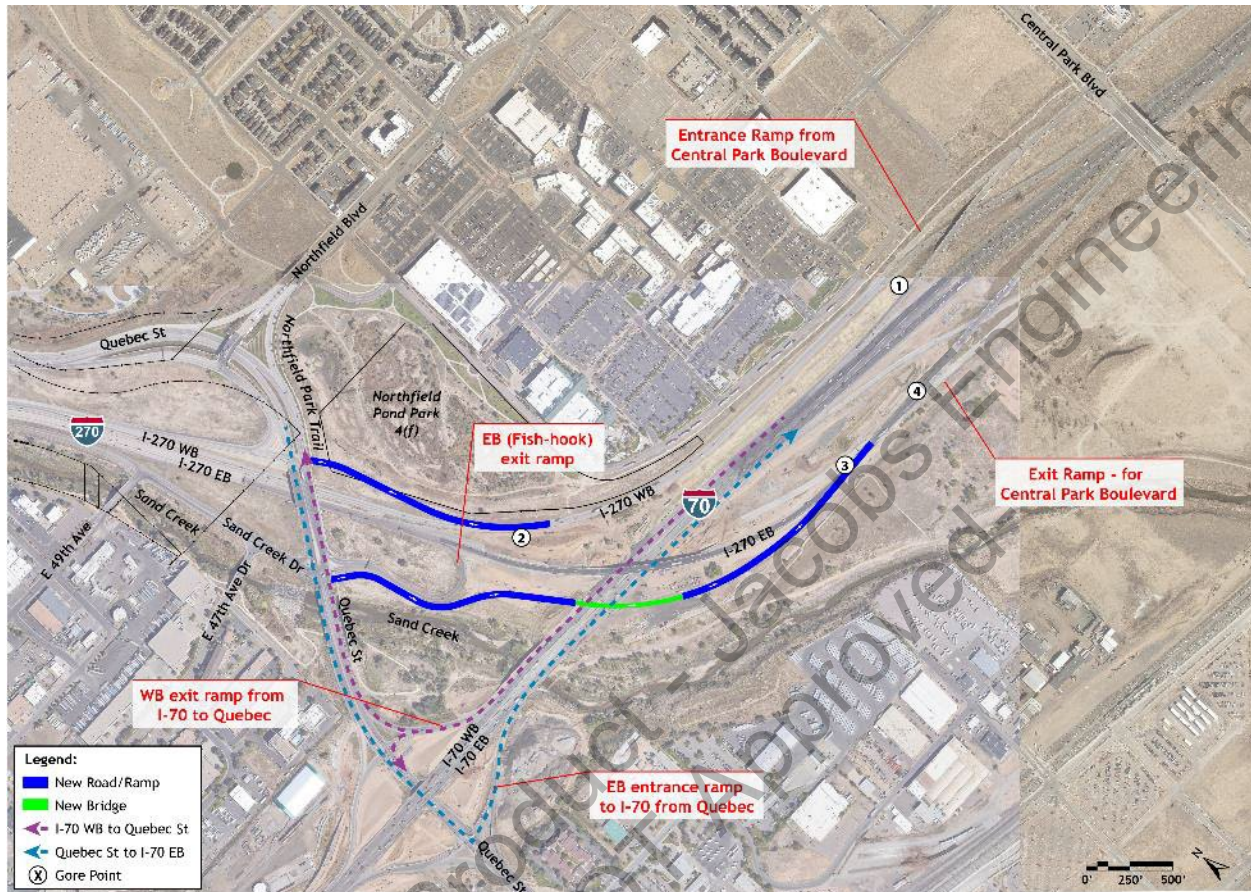 Central Park Blvd
Entrance Ramp from
Central Park Boulevard
Northfield Blvd
1
Quebec St
Northfield Park Trail
Northfield
Pond Park
4(f)
4
270
I-270 WB
I-270 EB
EB (Fish-hook)
exit ramp
3
Exit Ramp - for
Central Park Boulevard
I-270 WB
70
2
I-270 EB
E 49th Ave
Sand Creek
Sand Creek Dr
E 47th Ave Dr
Quebec St
Sand Creek
WB exit ramp from
I-70 to Quebec
I-70 WB
I-70 EB
EB entrance ramp
to I-70 from Quebec
Quebec St
Legend:
New Road/Ramp
New Bridge
I-70 WB to Quebec St
Quebec St to I-70 EB
X Gore Point
0' 250' 500'
N
product - Jacobs Engineerin
Approved